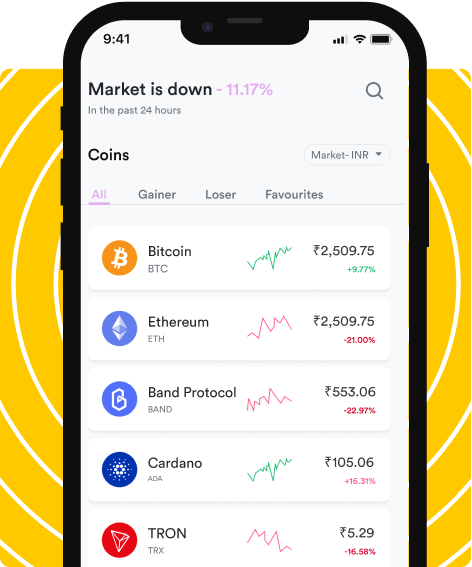 9:41
Market is down - 11.17%
In the past 24 hours
Coins
Market- INR
All Gainer Loser Favourites
Bitcoin ₹2,509.75
BTC +9.77%
Ethereum ₹2,509.75
ETH -21.00%
Band Protocol ₹553.06
BAND -22.97%
Cardano ₹105.06
ADA +16.31%
TRON ₹5.29
TRX -16.58%